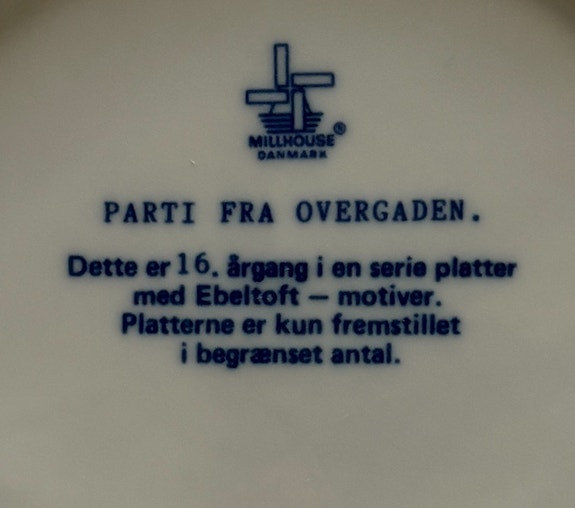 MILLHOUSE ®
DANMARK
PARTI FRA OVERGADEN.
Dette er 16. årgang i en serie platter
med Ebeltoft — motiver.
Platterne er kun fremstillet
i begrænset antal.